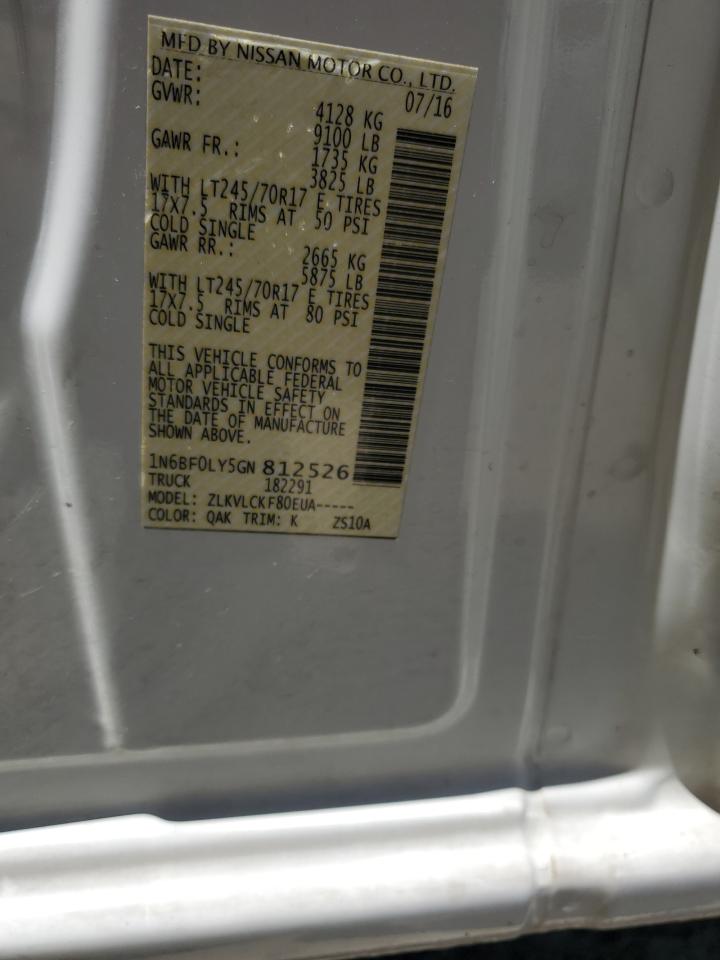 MFD BY NISSAN MOTOR CO., LTD.
DATE: 07/16
GVWR: 4128 KG
9100 LB
GAWR FR.: 1735 KG
3825 LB
WITH LT245/70R17 E TIRES
17X7.5 RIMS AT 50 PSI
COLD SINGLE
GAWR RR.: 2665 KG
5875 LB
WITH LT245/70R17 E TIRES
17X7.5 RIMS AT 80 PSI
COLD SINGLE
THIS VEHICLE CONFORMS TO
ALL APPLICABLE FEDERAL
MOTOR VEHICLE SAFETY
STANDARDS IN EFFECT ON
THE DATE OF MANUFACTURE
SHOWN ABOVE.
1N6BF0LY5GN 812526
TRUCK 182291
MODEL: ZLKVLCKF80EUA-----
COLOR: QAK TRIM: K ZS10A